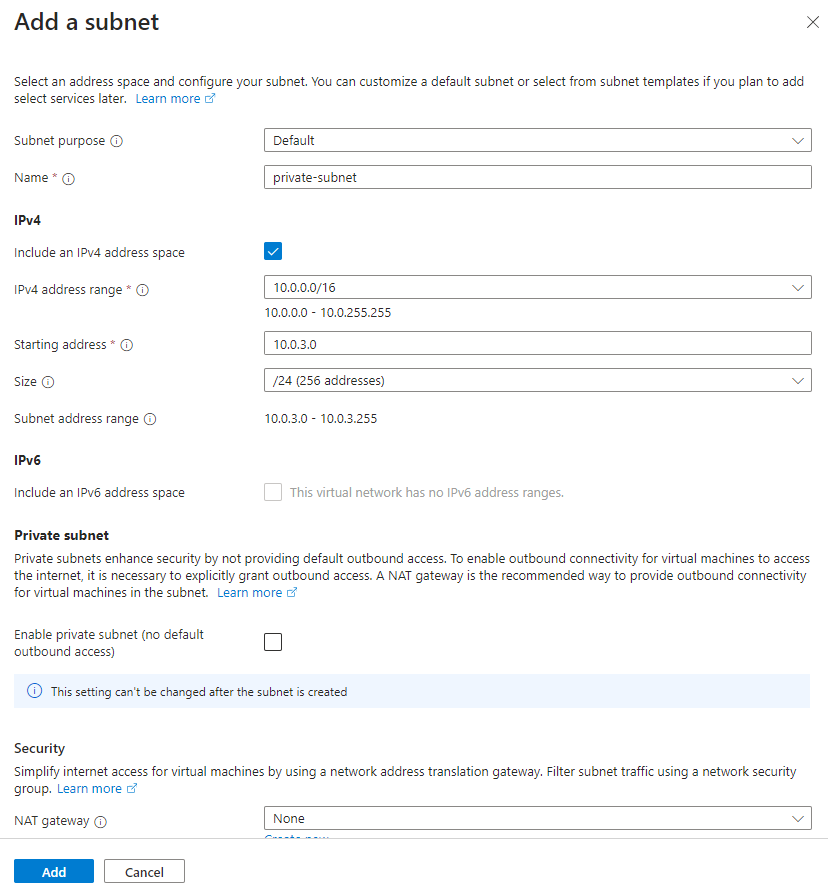 Add a subnet
Select an address space and configure your subnet. You can customize a default subnet or select from subnet templates if you plan to add
select services later. Learn more
Subnet purpose
Default
Name *
private-subnet
IPv4
Include an IPv4 address space
IPv4 address range *
10.0.0.0/16
10.0.0.0 - 10.0.255.255
Starting address *
10.0.3.0
Size
/24 (256 addresses)
Subnet address range
10.0.3.0 - 10.0.3.255
IPv6
Include an IPv6 address space
This virtual network has no IPv6 address ranges.
Private subnet
Private subnets enhance security by not providing default outbound access. To enable outbound connectivity for virtual machines to access
the internet, it is necessary to explicitly grant outbound access. A NAT gateway is the recommended way to provide outbound connectivity
for virtual machines in the subnet. Learn more
Enable private subnet (no default
outbound access)
This setting can't be changed after the subnet is created
Security
Simplify internet access for virtual machines by using a network address translation gateway. Filter subnet traffic using a network security
group. Learn more
NAT gateway
None
Add
Cancel